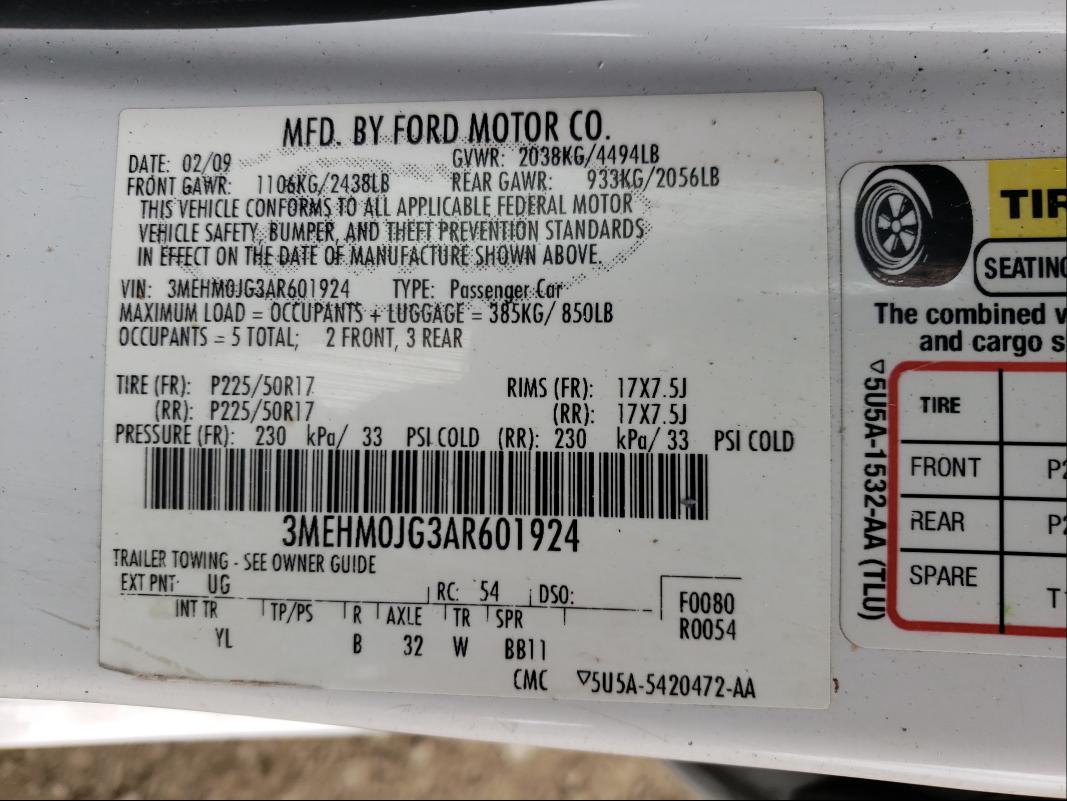 MFD. BY FORD MOTOR CO.
DATE: 02/09 GVWR: 2038KG/4494LB
FRONT GAWR: 1106KG/2438LB REAR GAWR: 933KG/2056LB
THIS VEHICLE CONFORMS TO ALL APPLICABLE FEDERAL MOTOR
VEHICLE SAFETY, BUMPER, AND THEFT PREVENTION STANDARDS
IN EFFECT ON THE DATE OF MANUFACTURE SHOWN ABOVE.
VIN: 3MEHM0JG3AR601924 TYPE: Passenger Car
MAXIMUM LOAD = OCCUPANTS + LUGGAGE = 385KG/ 850LB
OCCUPANTS = 5 TOTAL; 2 FRONT, 3 REAR
TIRE (FR): P225/50R17 RIMS (FR): 17X7.5J
(RR): P225/50R17 (RR): 17X7.5J
PRESSURE (FR): 230 kPa/ 33 PSI COLD (RR): 230 kPa/ 33 PSI COLD
3MEHM0JG3AR601924
TRAILER TOWING - SEE OWNER GUIDE
EXT PNT: UG RC: 54 DSO:
INT TR TP/PS R AXLE TR SPR
YL B 32 W BB11
F0080
R0054
CMC ▽5U5A-5420472-AA
TIR
SEATING
The combined
and cargo s
▽5U5A-1532-AA (TLU)
TIRE
FRONT P2
REAR P2
SPARE T1